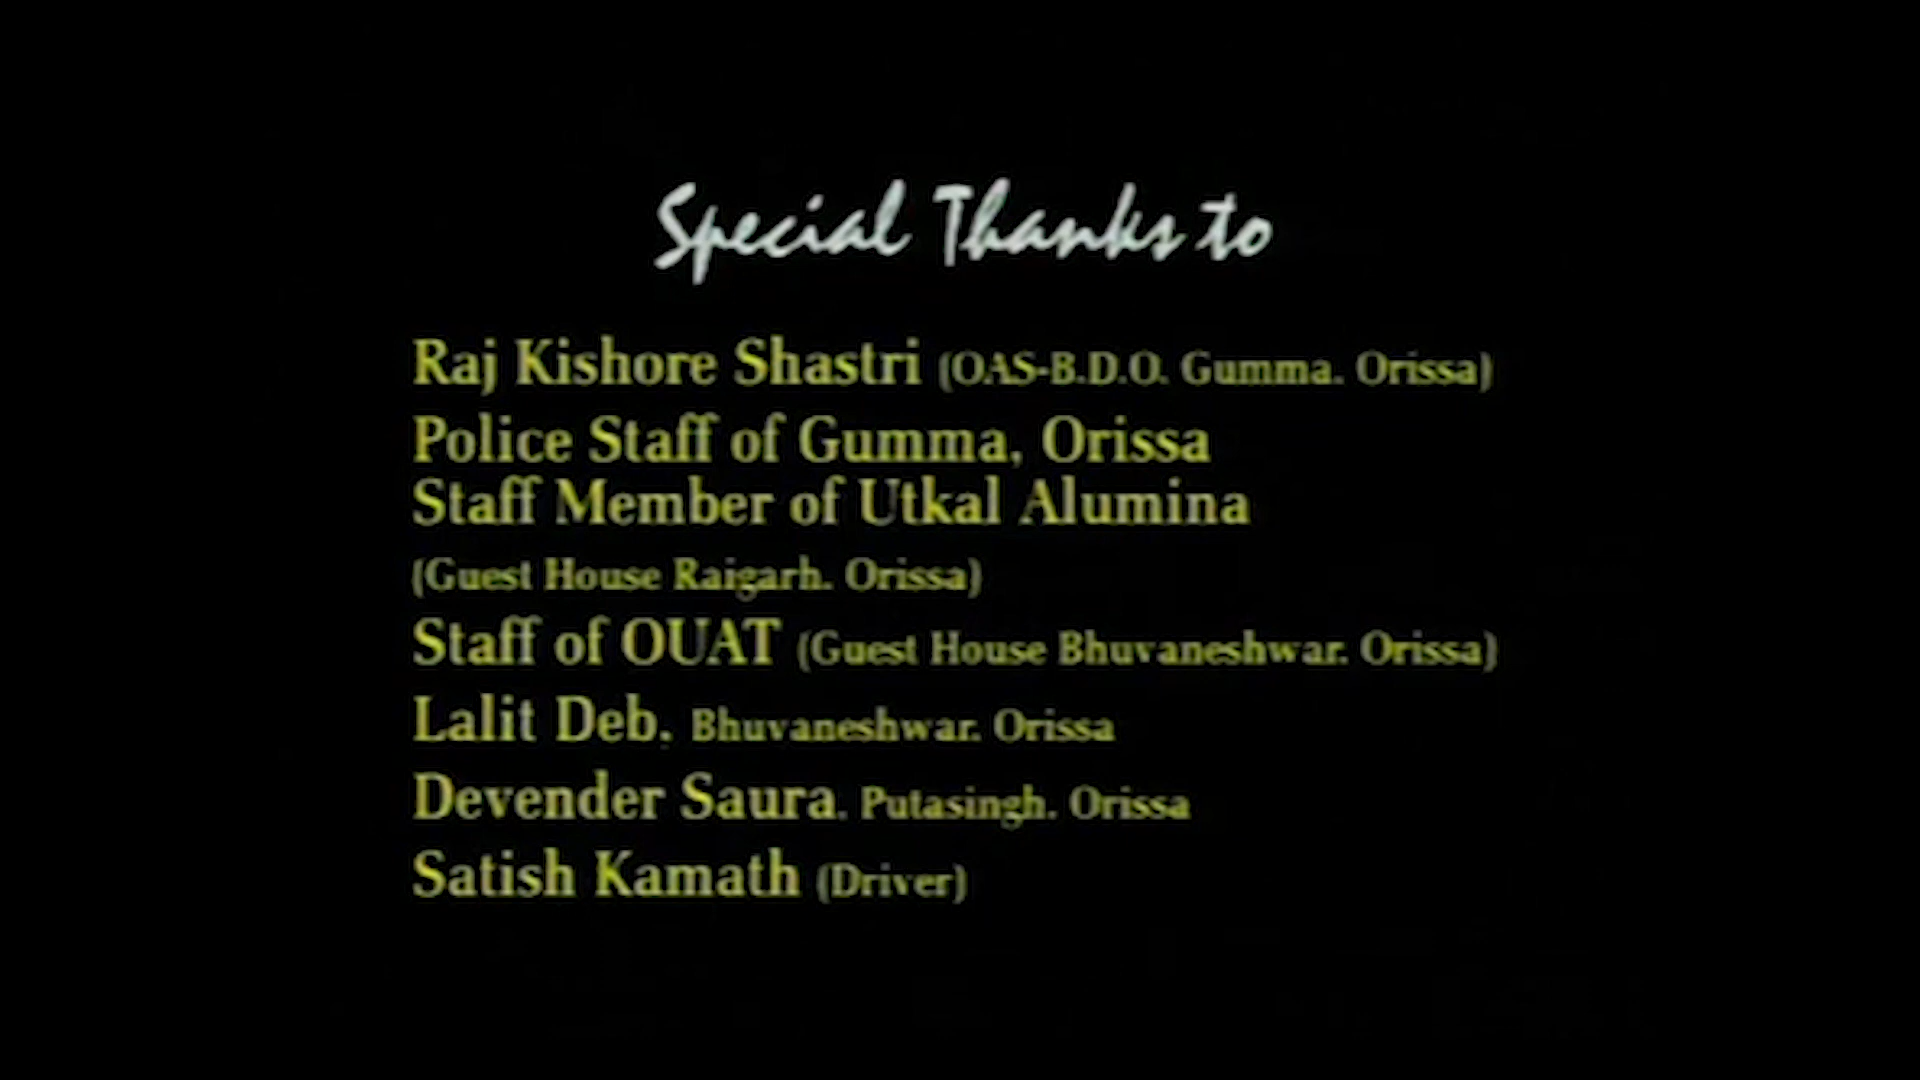 Special Thanks to
Raj Kishore Shastri (OAS-B.D.O. Gumma. Orissa)
Police Staff of Gumma, Orissa
Staff Member of Utkal Alumina
(Guest House Raigarh. Orissa)
Staff of OUAT (Guest House Bhuvaneshwar. Orissa)
Lalit Deb, Bhuvaneshwar. Orissa
Devender Saura. Putasingh. Orissa
Satish Kamath (Driver)